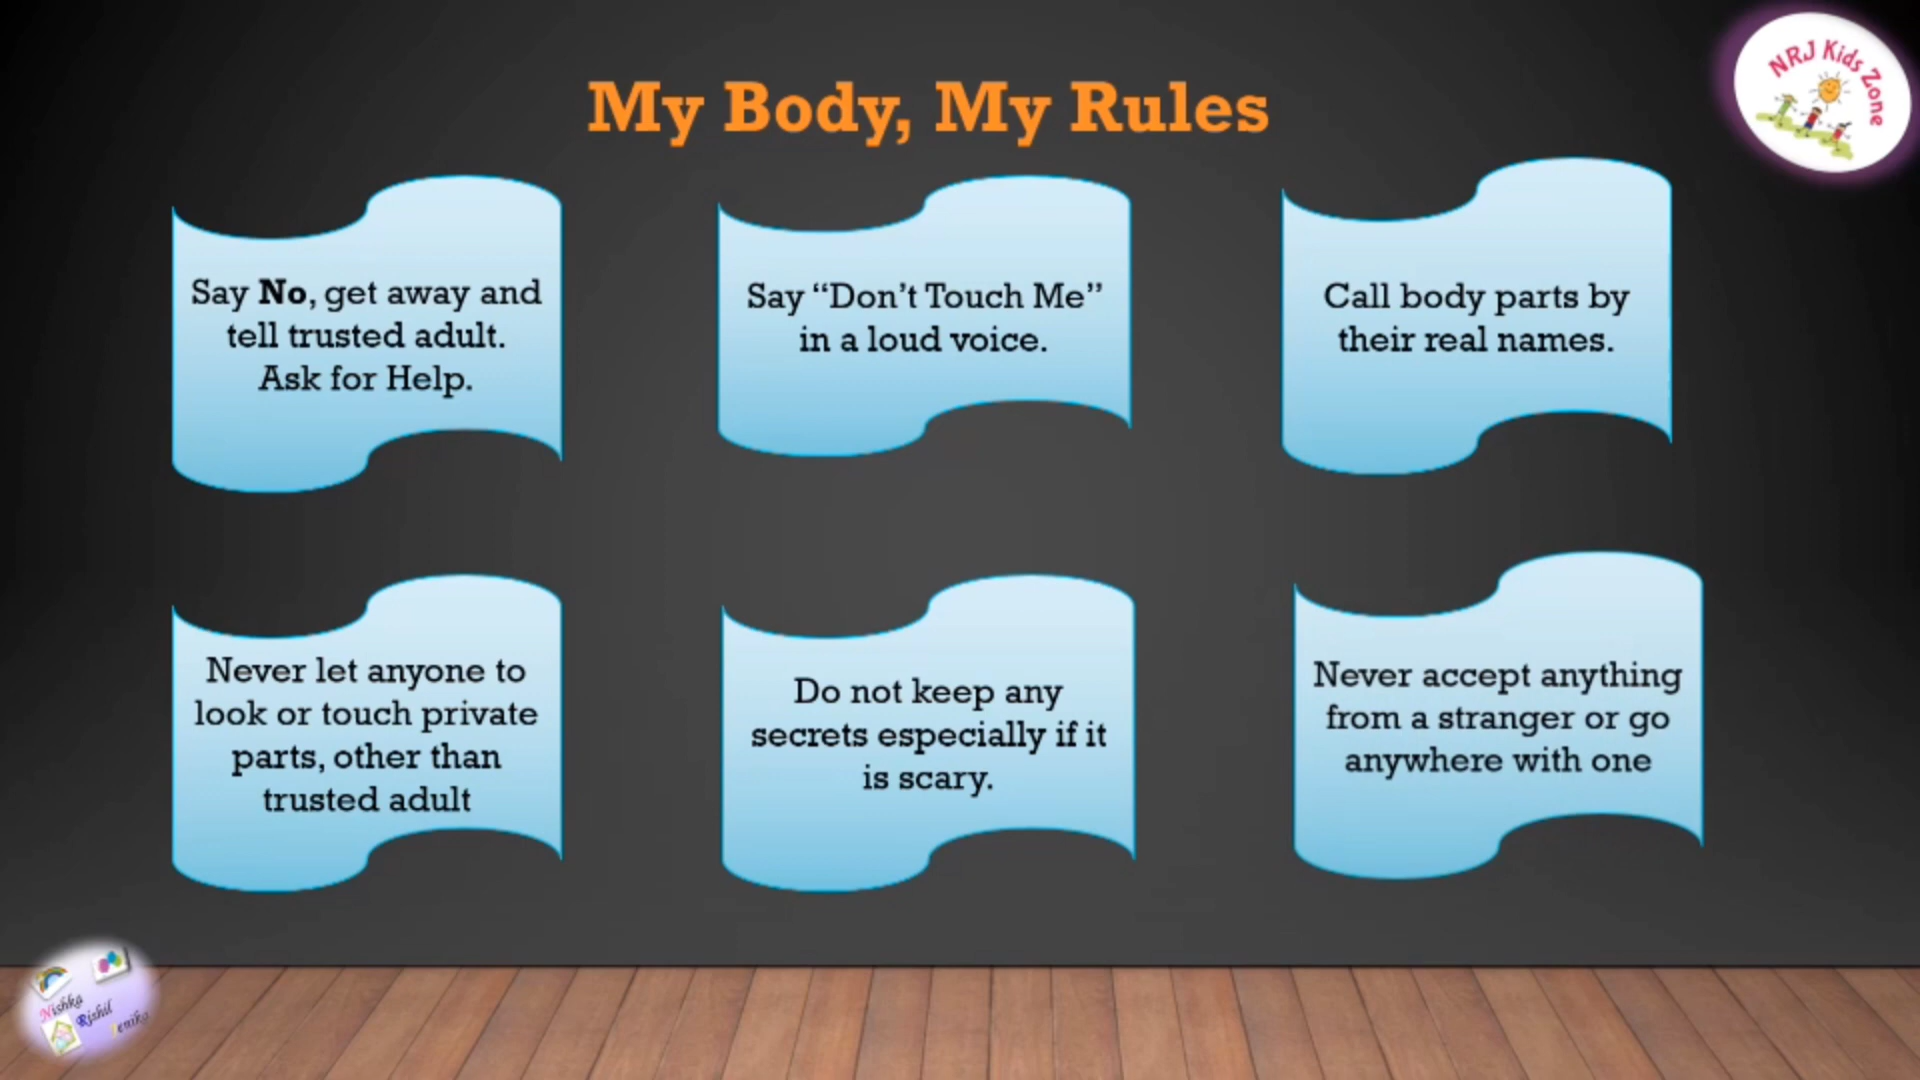 My Body, My Rules
NRJ Kids Zone
Say No, get away and
tell trusted adult.
Ask for Help.
Say “Don’t Touch Me”
in a loud voice.
Call body parts by
their real names.
Never let anyone to
look or touch private
parts, other than
trusted adult
Do not keep any
secrets especially if it
is scary.
Never accept anything
from a stranger or go
anywhere with one
Nishka
Rishil